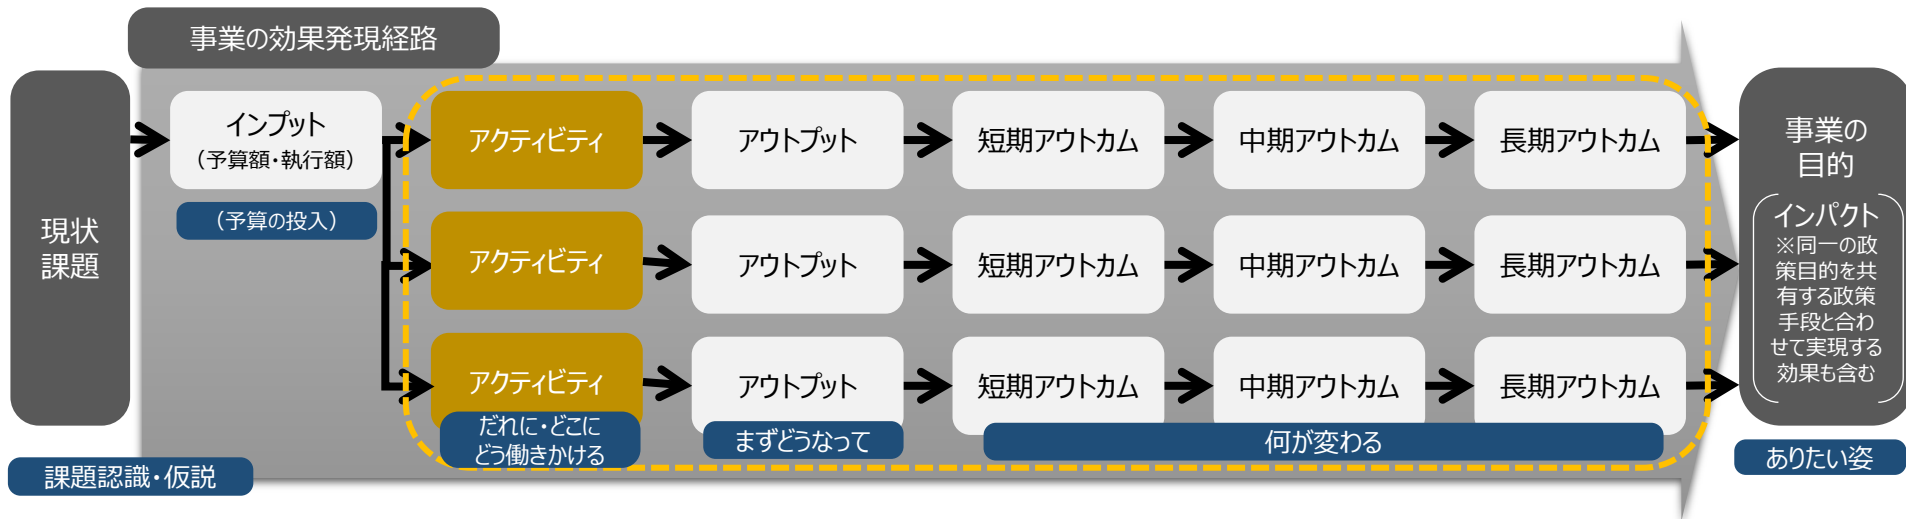 事業の効果発現経路
現状
課題
課題認識・仮説
インプット
（予算額・執行額）
（予算の投入）
アクティビティ
アウトプット
短期アウトカム
中期アウトカム
長期アウトカム
アクティビティ
アウトプット
短期アウトカム
中期アウトカム
長期アウトカム
アクティビティ
アウトプット
短期アウトカム
中期アウトカム
長期アウトカム
だれに・どこに
どう働きかける
まずどうなって
何が変わる
事業の
目的
インパクト
※同一の政
策目的を共
有する政策
手段と合わ
せて実現する
効果も含む
ありたい姿